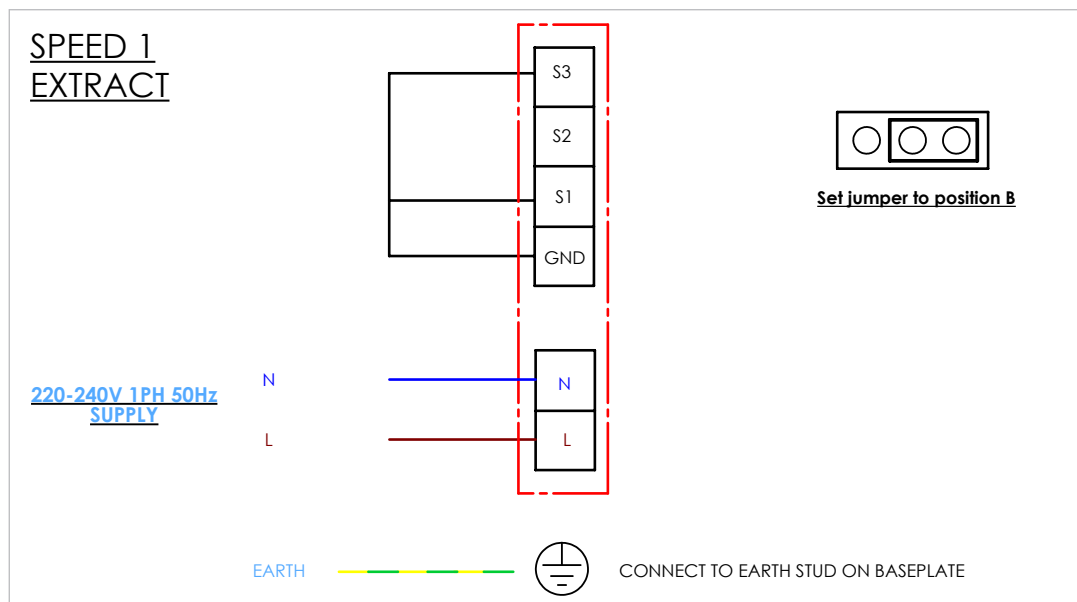 SPEED 1
EXTRACT
S3
S2
S1
GND
Set jumper to position B
220-240V 1PH 50Hz
SUPPLY
N
N
L
L
EARTH
CONNECT TO EARTH STUD ON BASEPLATE